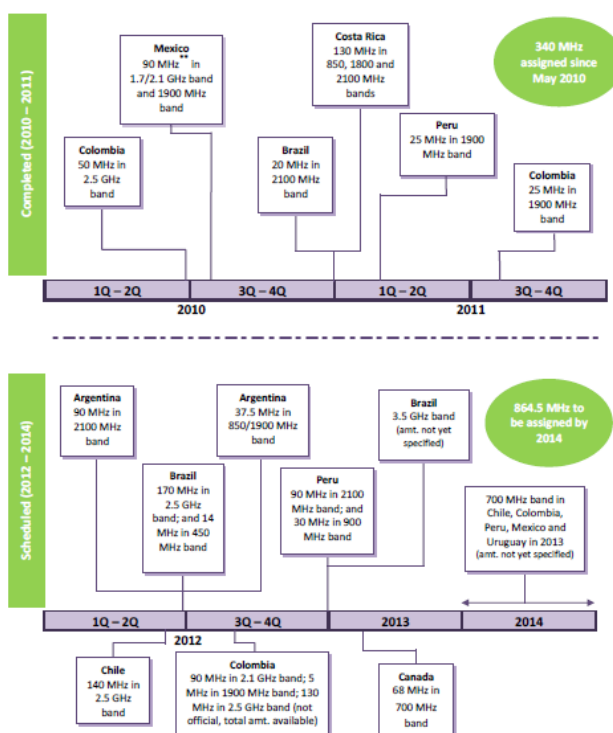 Completed (2010 – 2011)
Mexico
90 MHz** in
1.7/2.1 GHz band
and 1900 MHz
band
Costa Rica
130 MHz in
850, 1800 and
2100 MHz
bands
340 MHz
assigned since
May 2010
Colombia
50 MHz in
2.5 GHz
band
Brazil
20 MHz in
2100 MHz
band
Peru
25 MHz in 1900
MHz band
Colombia
25 MHz in
1900 MHz
band
1Q – 2Q
3Q – 4Q
1Q – 2Q
3Q – 4Q
2010
2011
Scheduled (2012 – 2014)
Argentina
90 MHz in
2100 MHz
band
Argentina
37.5 MHz in
850/1900 MHz
band
Brazil
3.5 GHz band
(amt. not yet
specified)
864.5 MHz to
be assigned by
2014
Brazil
170 MHz in
2.5 GHz
band; and 14
MHz in 450
MHz band
Peru
90 MHz in 2100
MHz band; and
30 MHz in 900
MHz band
700 MHz band in
Chile, Colombia,
Peru, Mexico and
Uruguay in 2013
(amt. not yet specified)
1Q – 2Q
3Q – 4Q
2013
2014
2012
Chile
140 MHz in
2.5 GHz
band
Colombia
90 MHz in 2.1 GHz band; 5
MHz in 1900 MHz band; 130
MHz in 2.5 GHz band (not
official, total amt. available)
Canada
68 MHz in
700 MHz
band